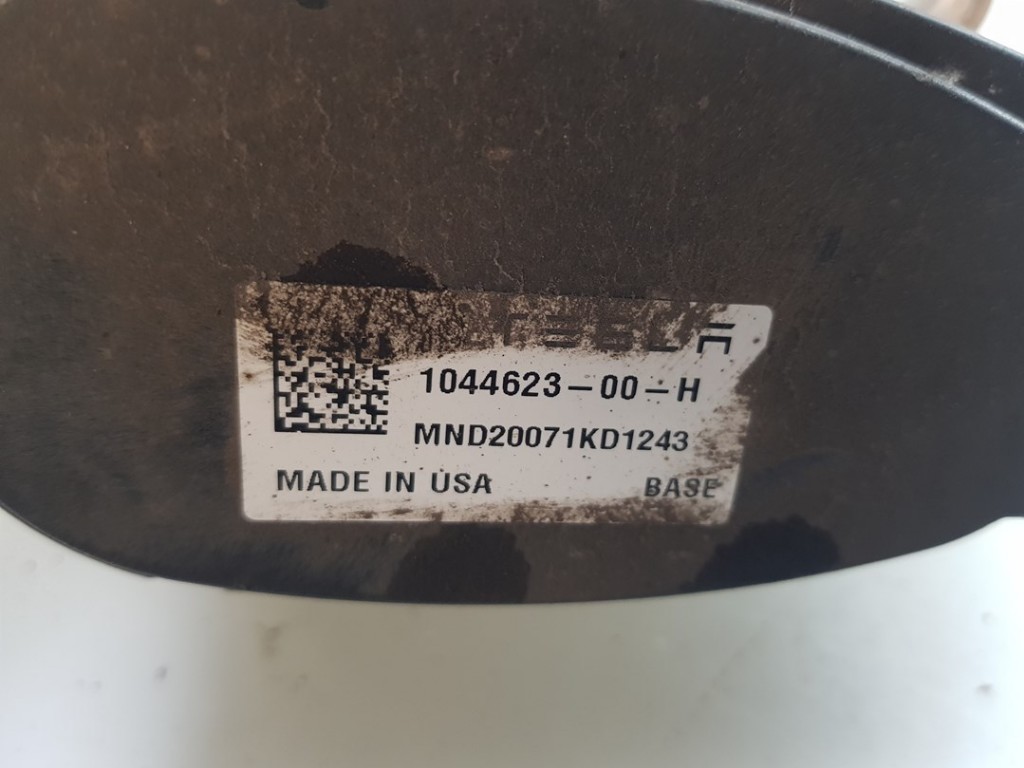 TESLA
1044623-00-H
MND20071KD1243
MADE IN USA
BASE